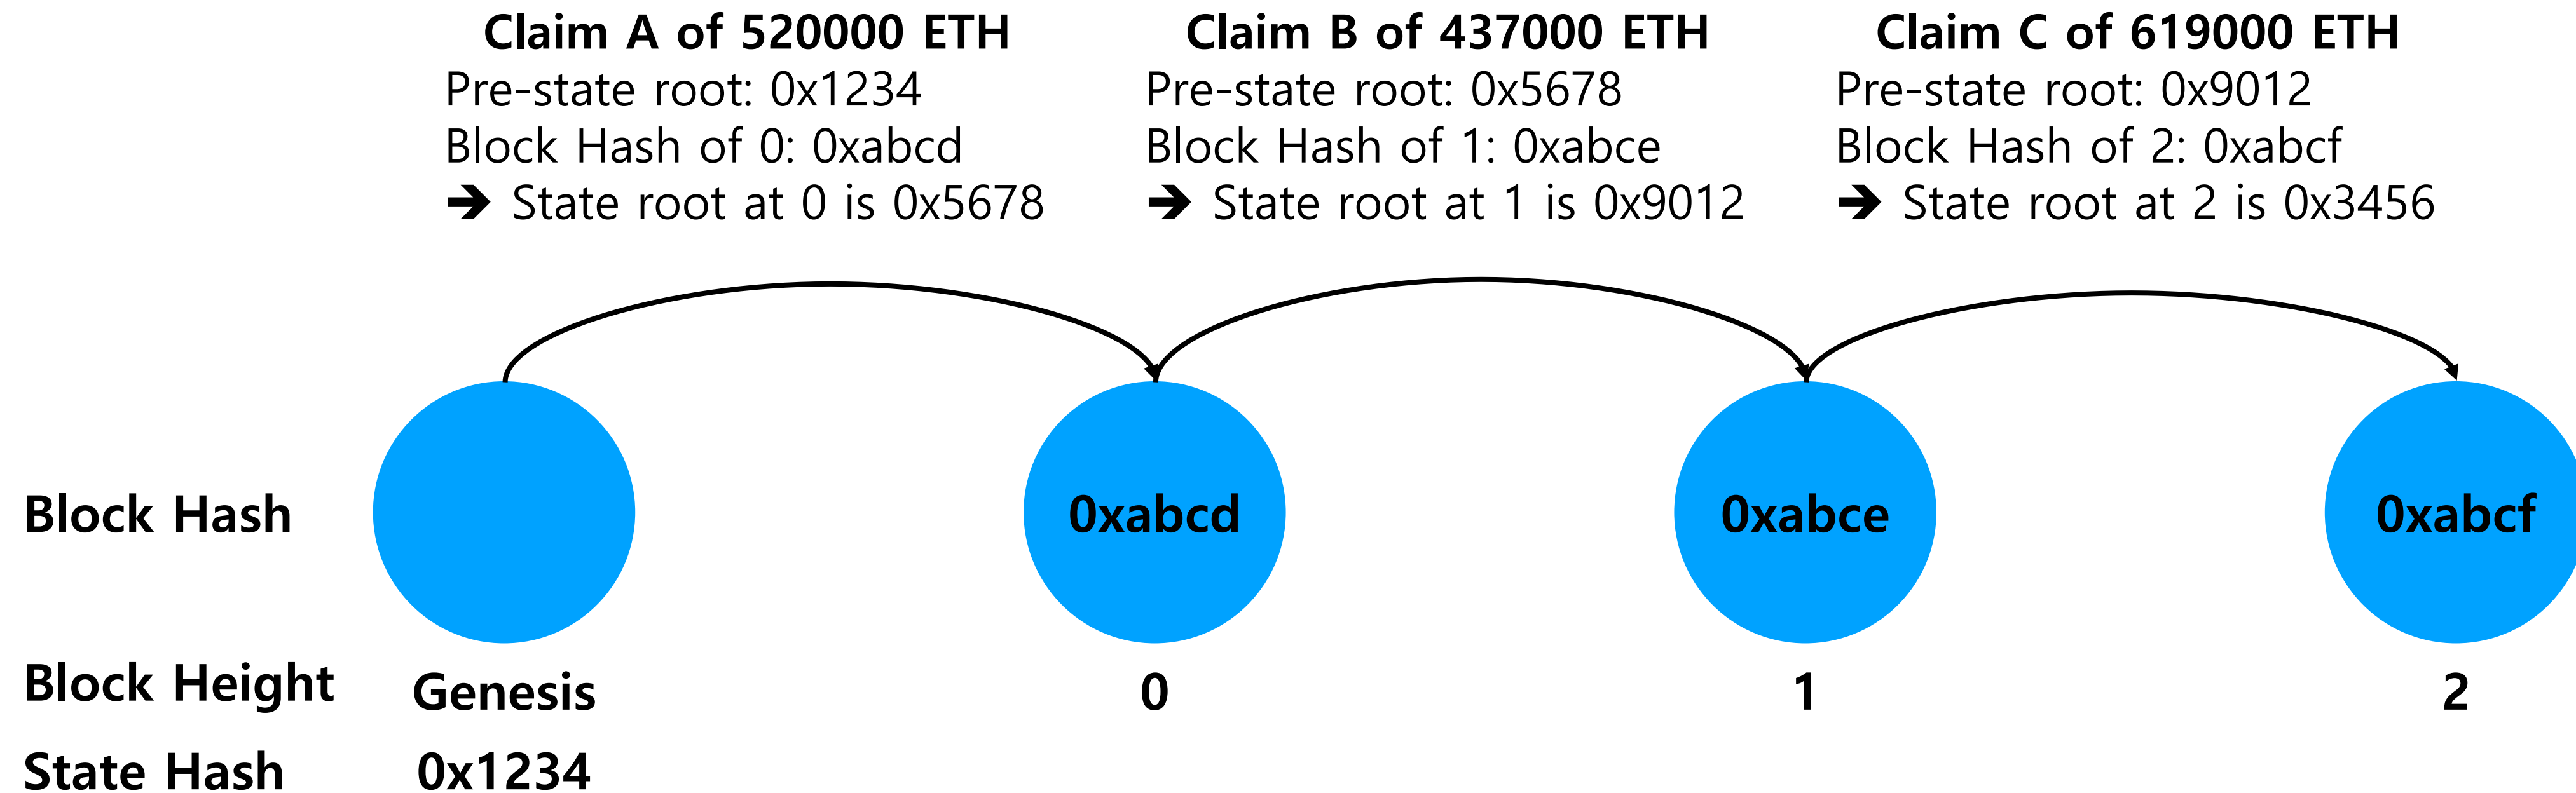 Claim A of 520000 ETH
Pre-state root: 0x1234
Block Hash of 0: 0xabcd
➔ State root at 0 is 0x5678
Claim B of 437000 ETH
Pre-state root: 0x5678
Block Hash of 1: 0xabce
➔ State root at 1 is 0x9012
Claim C of 619000 ETH
Pre-state root: 0x9012
Block Hash of 2: 0xabcf
➔ State root at 2 is 0x3456
Block Hash
0xabcd
0xabce
0xabcf
Block Height
Genesis
0
1
2
State Hash
0x1234